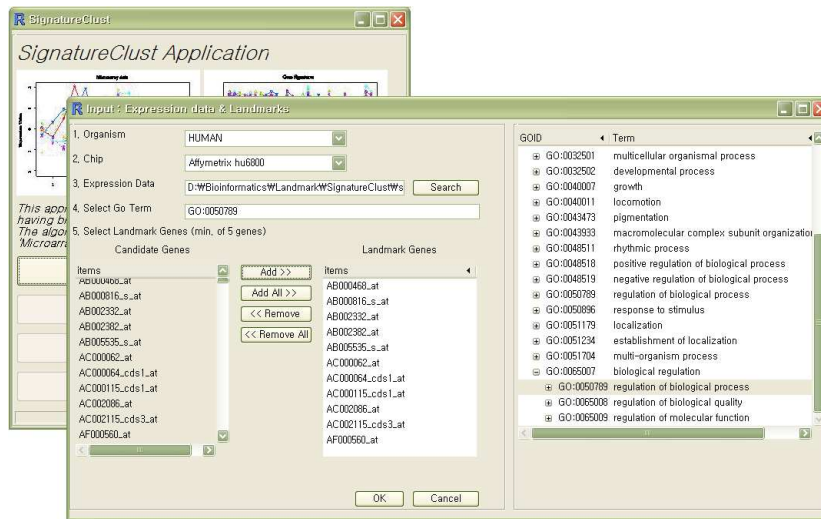 SignatureClust
SignatureClust Application
Microarray data
Gene Signature
This appl
having bi
The algor
'Microarra
Input : Expression data & Landmarks
1. Organism
HUMAN
2. Chip
Affymetrix hu6800
3. Expression Data
D:₩Bioinformatics₩Landmark₩SignatureClust₩s
Search
4. Select Go Term
GO:0050789
5. Select Landmark Genes (min, of 5 genes)
Candidate Genes
items
AB000468_at
AB000816_s_at
AB002332_at
AB002382_at
AB005535_s_at
AC000062_at
AC000064_cds1_at
AC000115_cds1_at
AC002086_at
AC002115_cds3_at
AF000560_at
Add >>
Add All >>
<< Remove
<< Remove All
Landmark Genes
items
AB000468_at
AB000816_s_at
AB002332_at
AB002382_at
AB005535_s_at
AC000062_at
AC000064_cds1_at
AC000115_cds1_at
AC002086_at
AC002115_cds3_at
AF000560_at
OK
Cancel
GOID Term
GO:0032501 multicellular organismal process
GO:0032502 developmental process
GO:0040007 growth
GO:0040011 locomotion
GO:0043473 pigmentation
GO:0043933 macromolecular complex subunit organization
GO:0048511 rhythmic process
GO:0048518 positive regulation of biological process
GO:0048519 negative regulation of biological process
GO:0050789 regulation of biological process
GO:0050896 response to stimulus
GO:0051179 localization
GO:0051234 establishment of localization
GO:0051704 multi-organism process
GO:0065007 biological regulation
GO:0050789 regulation of biological process
GO:0065008 regulation of biological quality
GO:0065009 regulation of molecular function